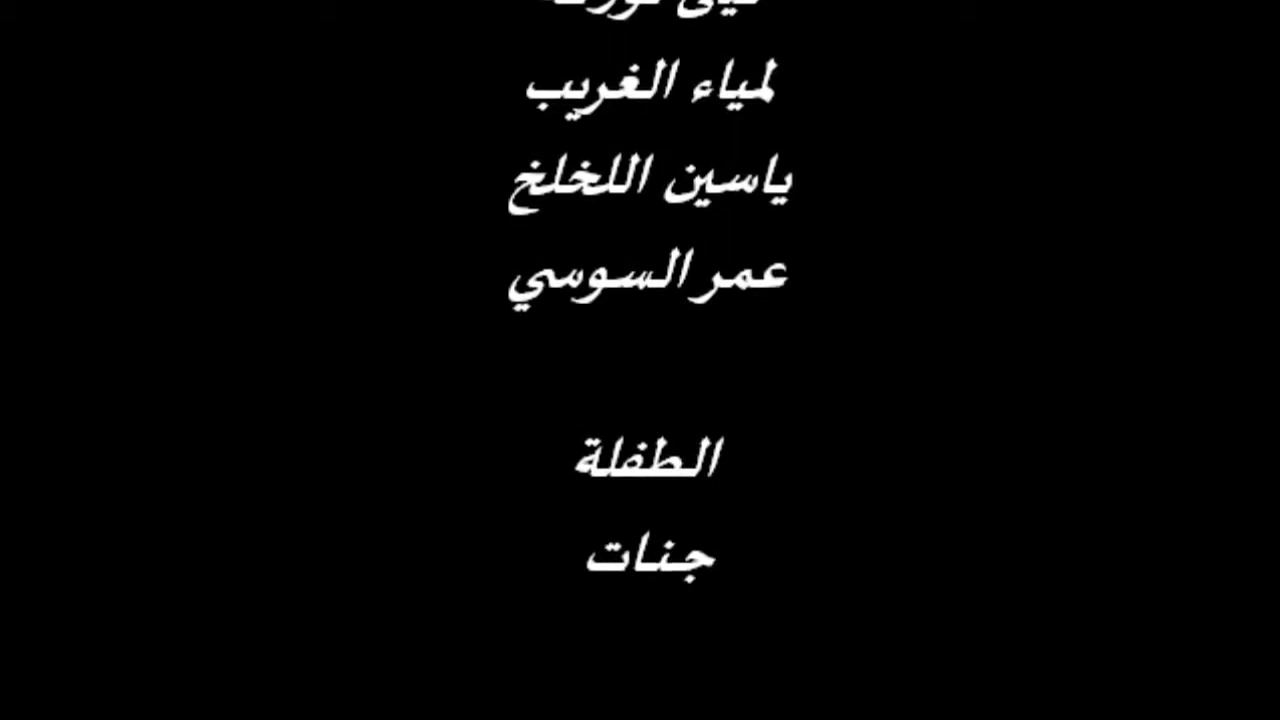 لمياء الغريب
ياسين اللخلخ
عمر السوسي
الطفلة
جنات